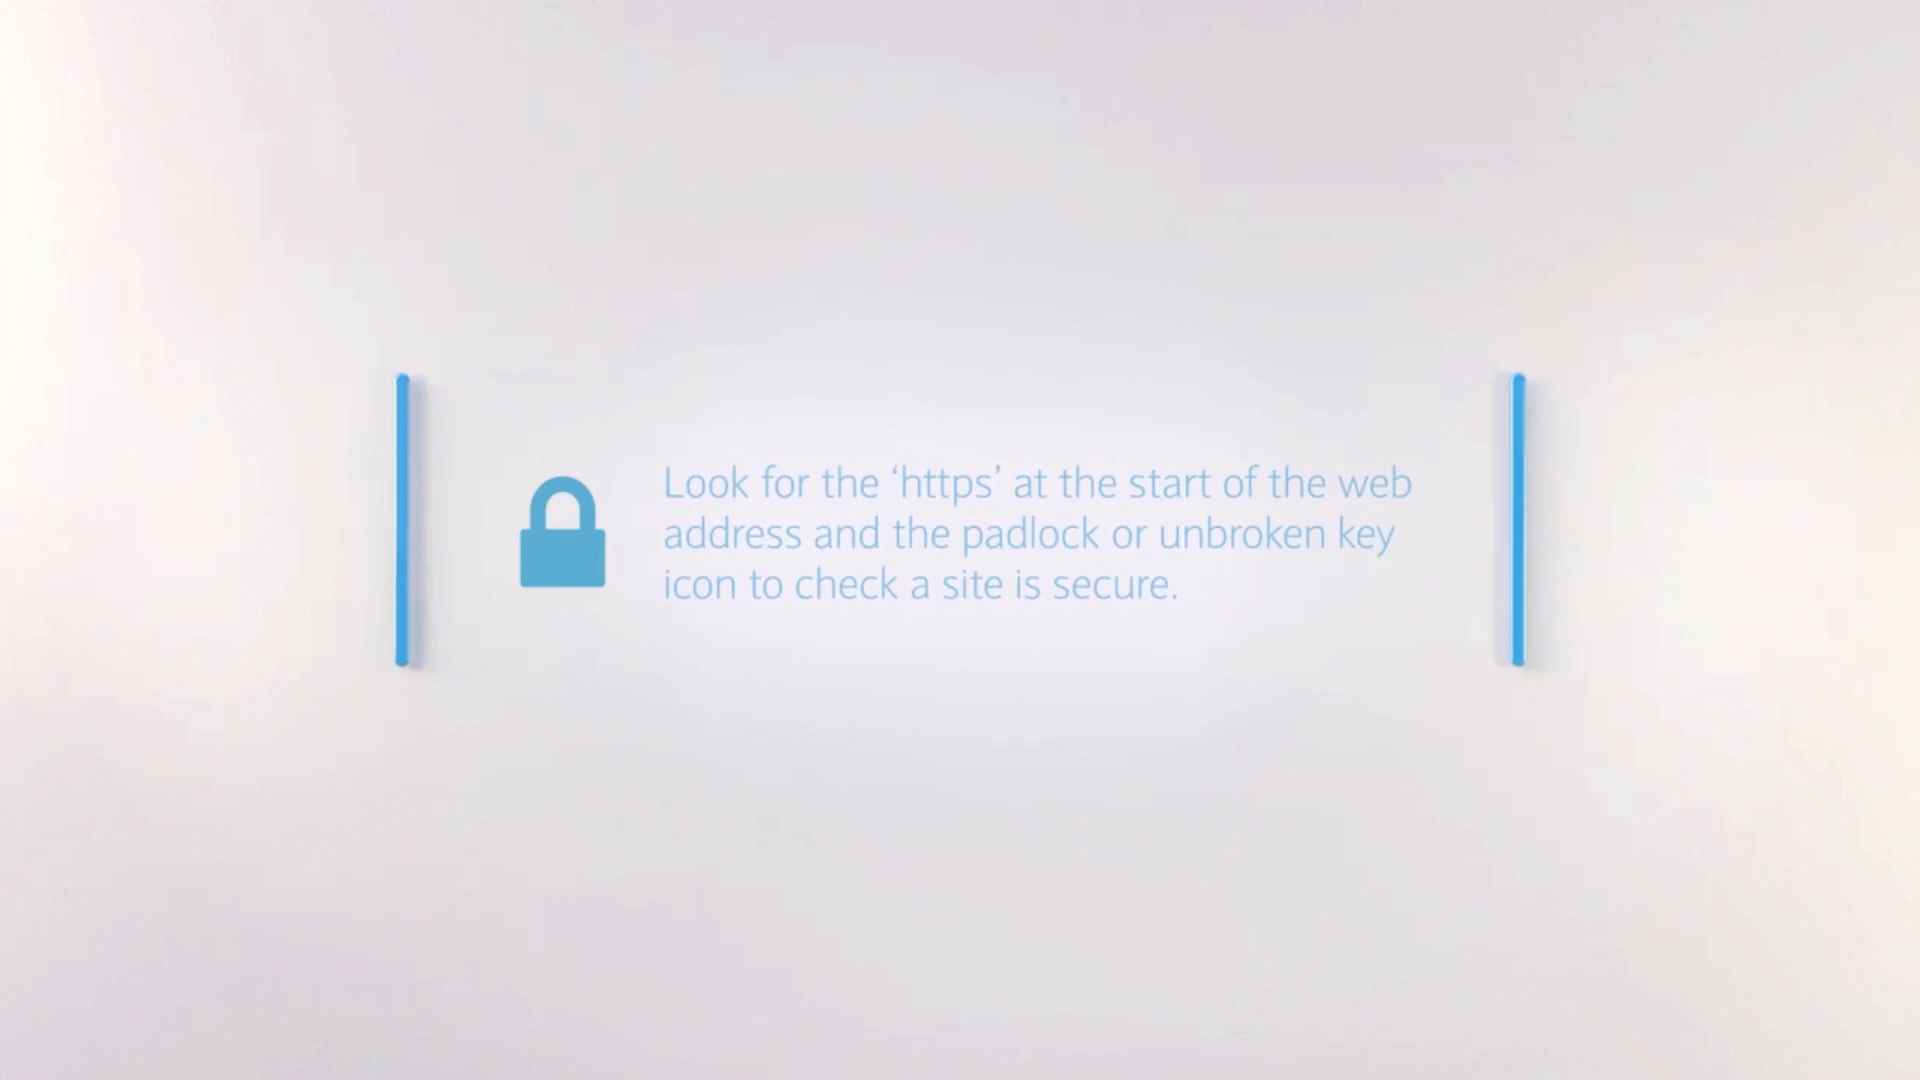 Look for the ‘https’ at the start of the web
address and the padlock or unbroken key
icon to check a site is secure.